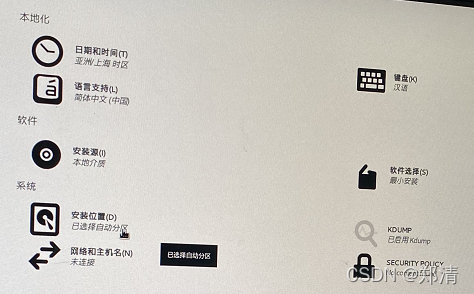 本地化
日期和时间(T)
亚洲/上海 时区
键盘(K)
汉语
语言支持(L)
简体中文 (中国)
软件
安装源(I)
本地介质
软件选择(S)
最小安装
系统
安装位置(D)
已选择自动分区
KDUMP
已启用 Kdump
网络和主机名(N)
未连接
已选择自动分区
SECURITY POLICY
CSDN @郑清